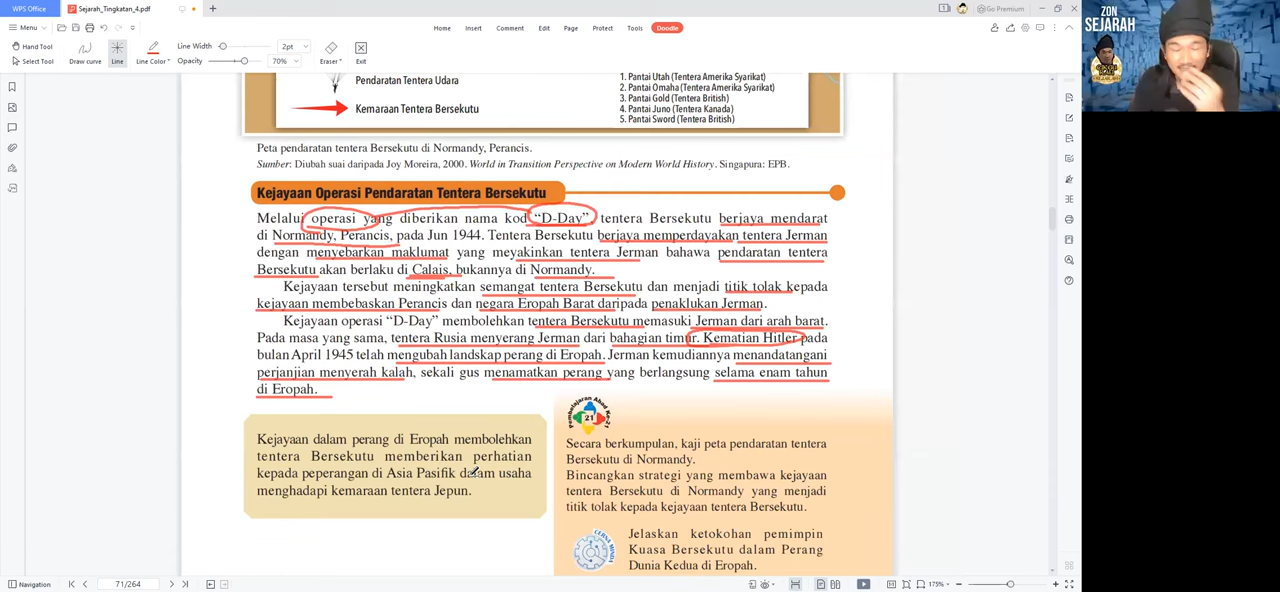 WPS Office
Sejarah_Tingkatan_4.pdf
Go Premium
Menu
Home Insert Comment Edit Page Protect Tools Doodle
Hand Tool
Select Tool
Draw curve
Line
Line Color
Line Width 2pt
Opacity 70%
Eraser
Exit
ZON
SEJARAH
Pendaratan Tentera Udara
Kemaraan Tentera Bersekutu
1. Pantai Utah (Tentera Amerika Syarikat)
2. Pantai Omaha (Tentera Amerika Syarikat)
3. Pantai Gold (Tentera British)
4. Pantai Juno (Tentera Kanada)
5. Pantai Sword (Tentera British)
Peta pendaratan tentera Bersekutu di Normandy, Perancis.
Sumber: Diubah suai daripada Joy Moreira, 2000. World in Transition Perspective on Modern World History. Singapura: EPB.
Kejayaan Operasi Pendaratan Tentera Bersekutu
Melalui operasi yang diberikan nama kod “D-Day”, tentera Bersekutu berjaya mendarat
di Normandy, Perancis, pada Jun 1944. Tentera Bersekutu berjaya memperdayakan tentera Jerman
dengan menyebarkan maklumat yang meyakinkan tentera Jerman bahawa pendaratan tentera
Bersekutu akan berlaku di Calais, bukannya di Normandy.
Kejayaan tersebut meningkatkan semangat tentera Bersekutu dan menjadi titik tolak kepada
kejayaan membebaskan Perancis dan negara Eropah Barat daripada penaklukan Jerman.
Kejayaan operasi “D-Day” membolehkan tentera Bersekutu memasuki Jerman dari arah barat.
Pada masa yang sama, tentera Rusia menyerang Jerman dari bahagian timur. Kematian Hitler pada
bulan April 1945 telah mengubah landskap perang di Eropah. Jerman kemudiannya menandatangani
perjanjian menyerah kalah, sekali gus menamatkan perang yang berlangsung selama enam tahun
di Eropah.
Kejayaan dalam perang di Eropah membolehkan
tentera Bersekutu memberikan perhatian
kepada peperangan di Asia Pasifik dalam usaha
menghadapi kemaraan tentera Jepun.
Pembelajaran Abad Ke-
21
Secara berkumpulan, kaji peta pendaratan tentera
Bersekutu di Normandy.
Bincangkan strategi yang membawa kejayaan
tentera Bersekutu di Normandy yang menjadi
titik tolak kepada kejayaan tentera Bersekutu.
CERNA MINDA
Jelaskan ketokohan pemimpin
Kuasa Bersekutu dalam Perang
Dunia Kedua di Eropah.
Navigation
71/264
175%